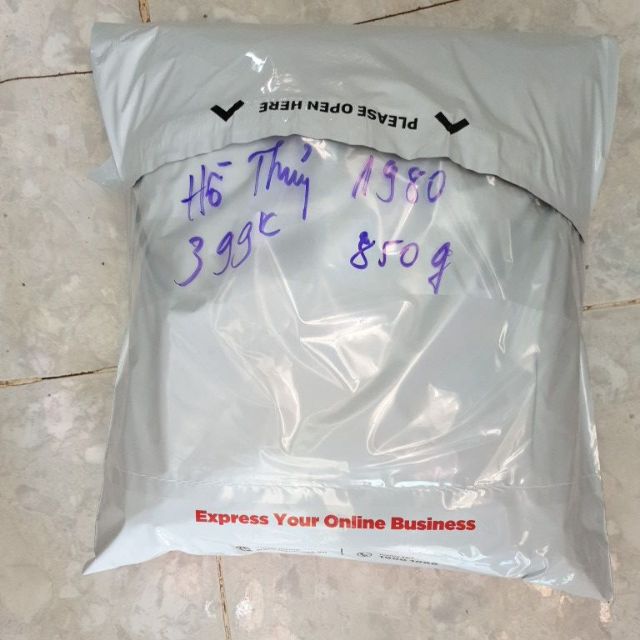 PLEASE OPEN HERE
Hồ Thủy 1980
399K 850g
Express Your Online Business